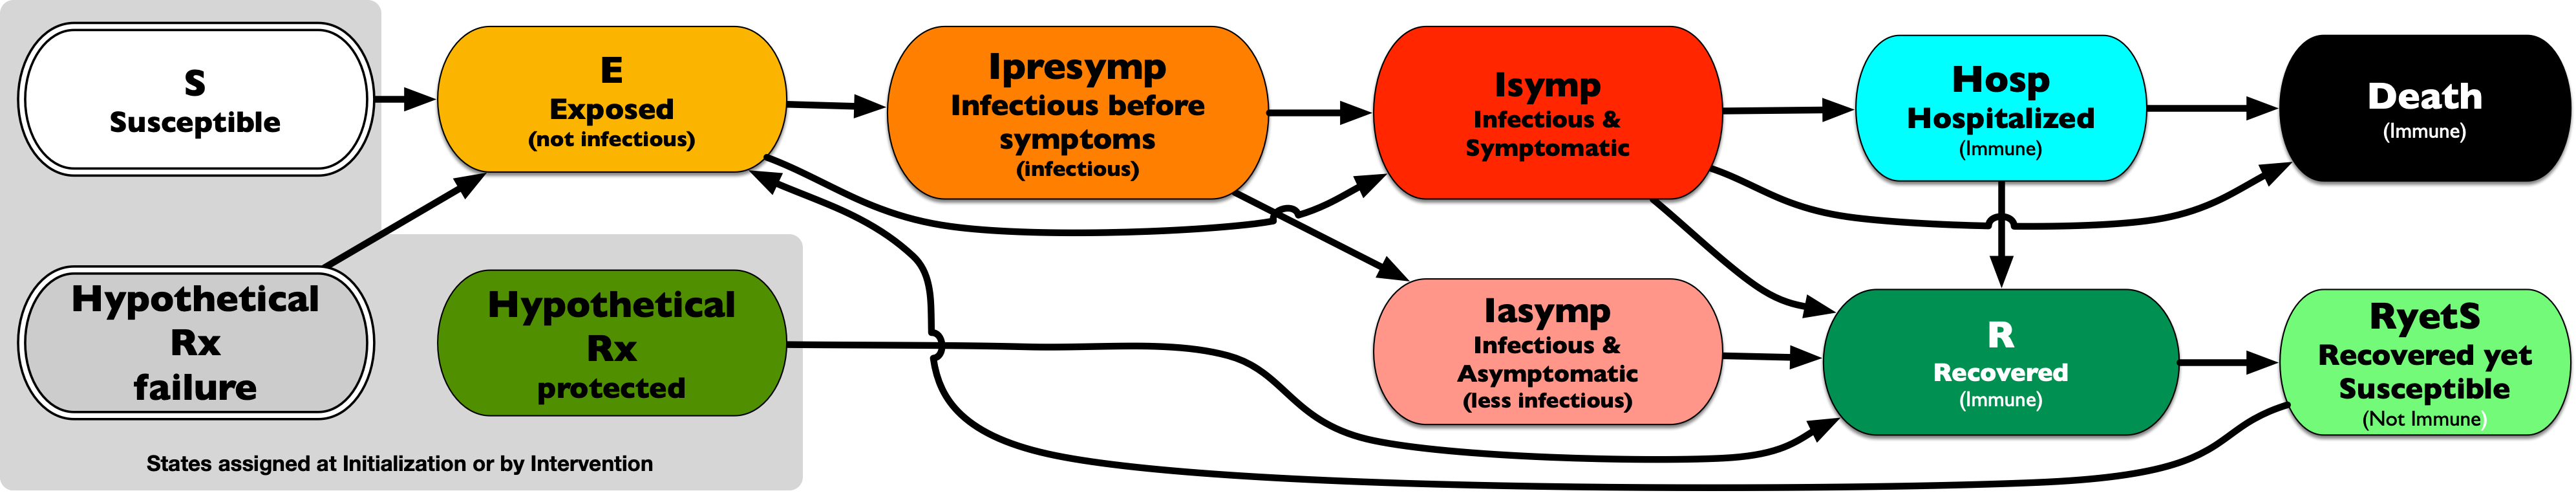 S
Susceptible
E
Exposed
(not infectious)
Ipresymp
Infectious before
symptoms
(infectious)
Isymp
Infectious &
Symptomatic
Hosp
Hospitalized
(Immune)
Death
(Immune)
Hypothetical
Rx
failure
Hypothetical
Rx
protected
Iasymp
Infectious &
Asymptomatic
(less infectious)
R
Recovered
(Immune)
RyetS
Recovered yet
Susceptible
(Not Immune)
States assigned at Initialization or by Intervention